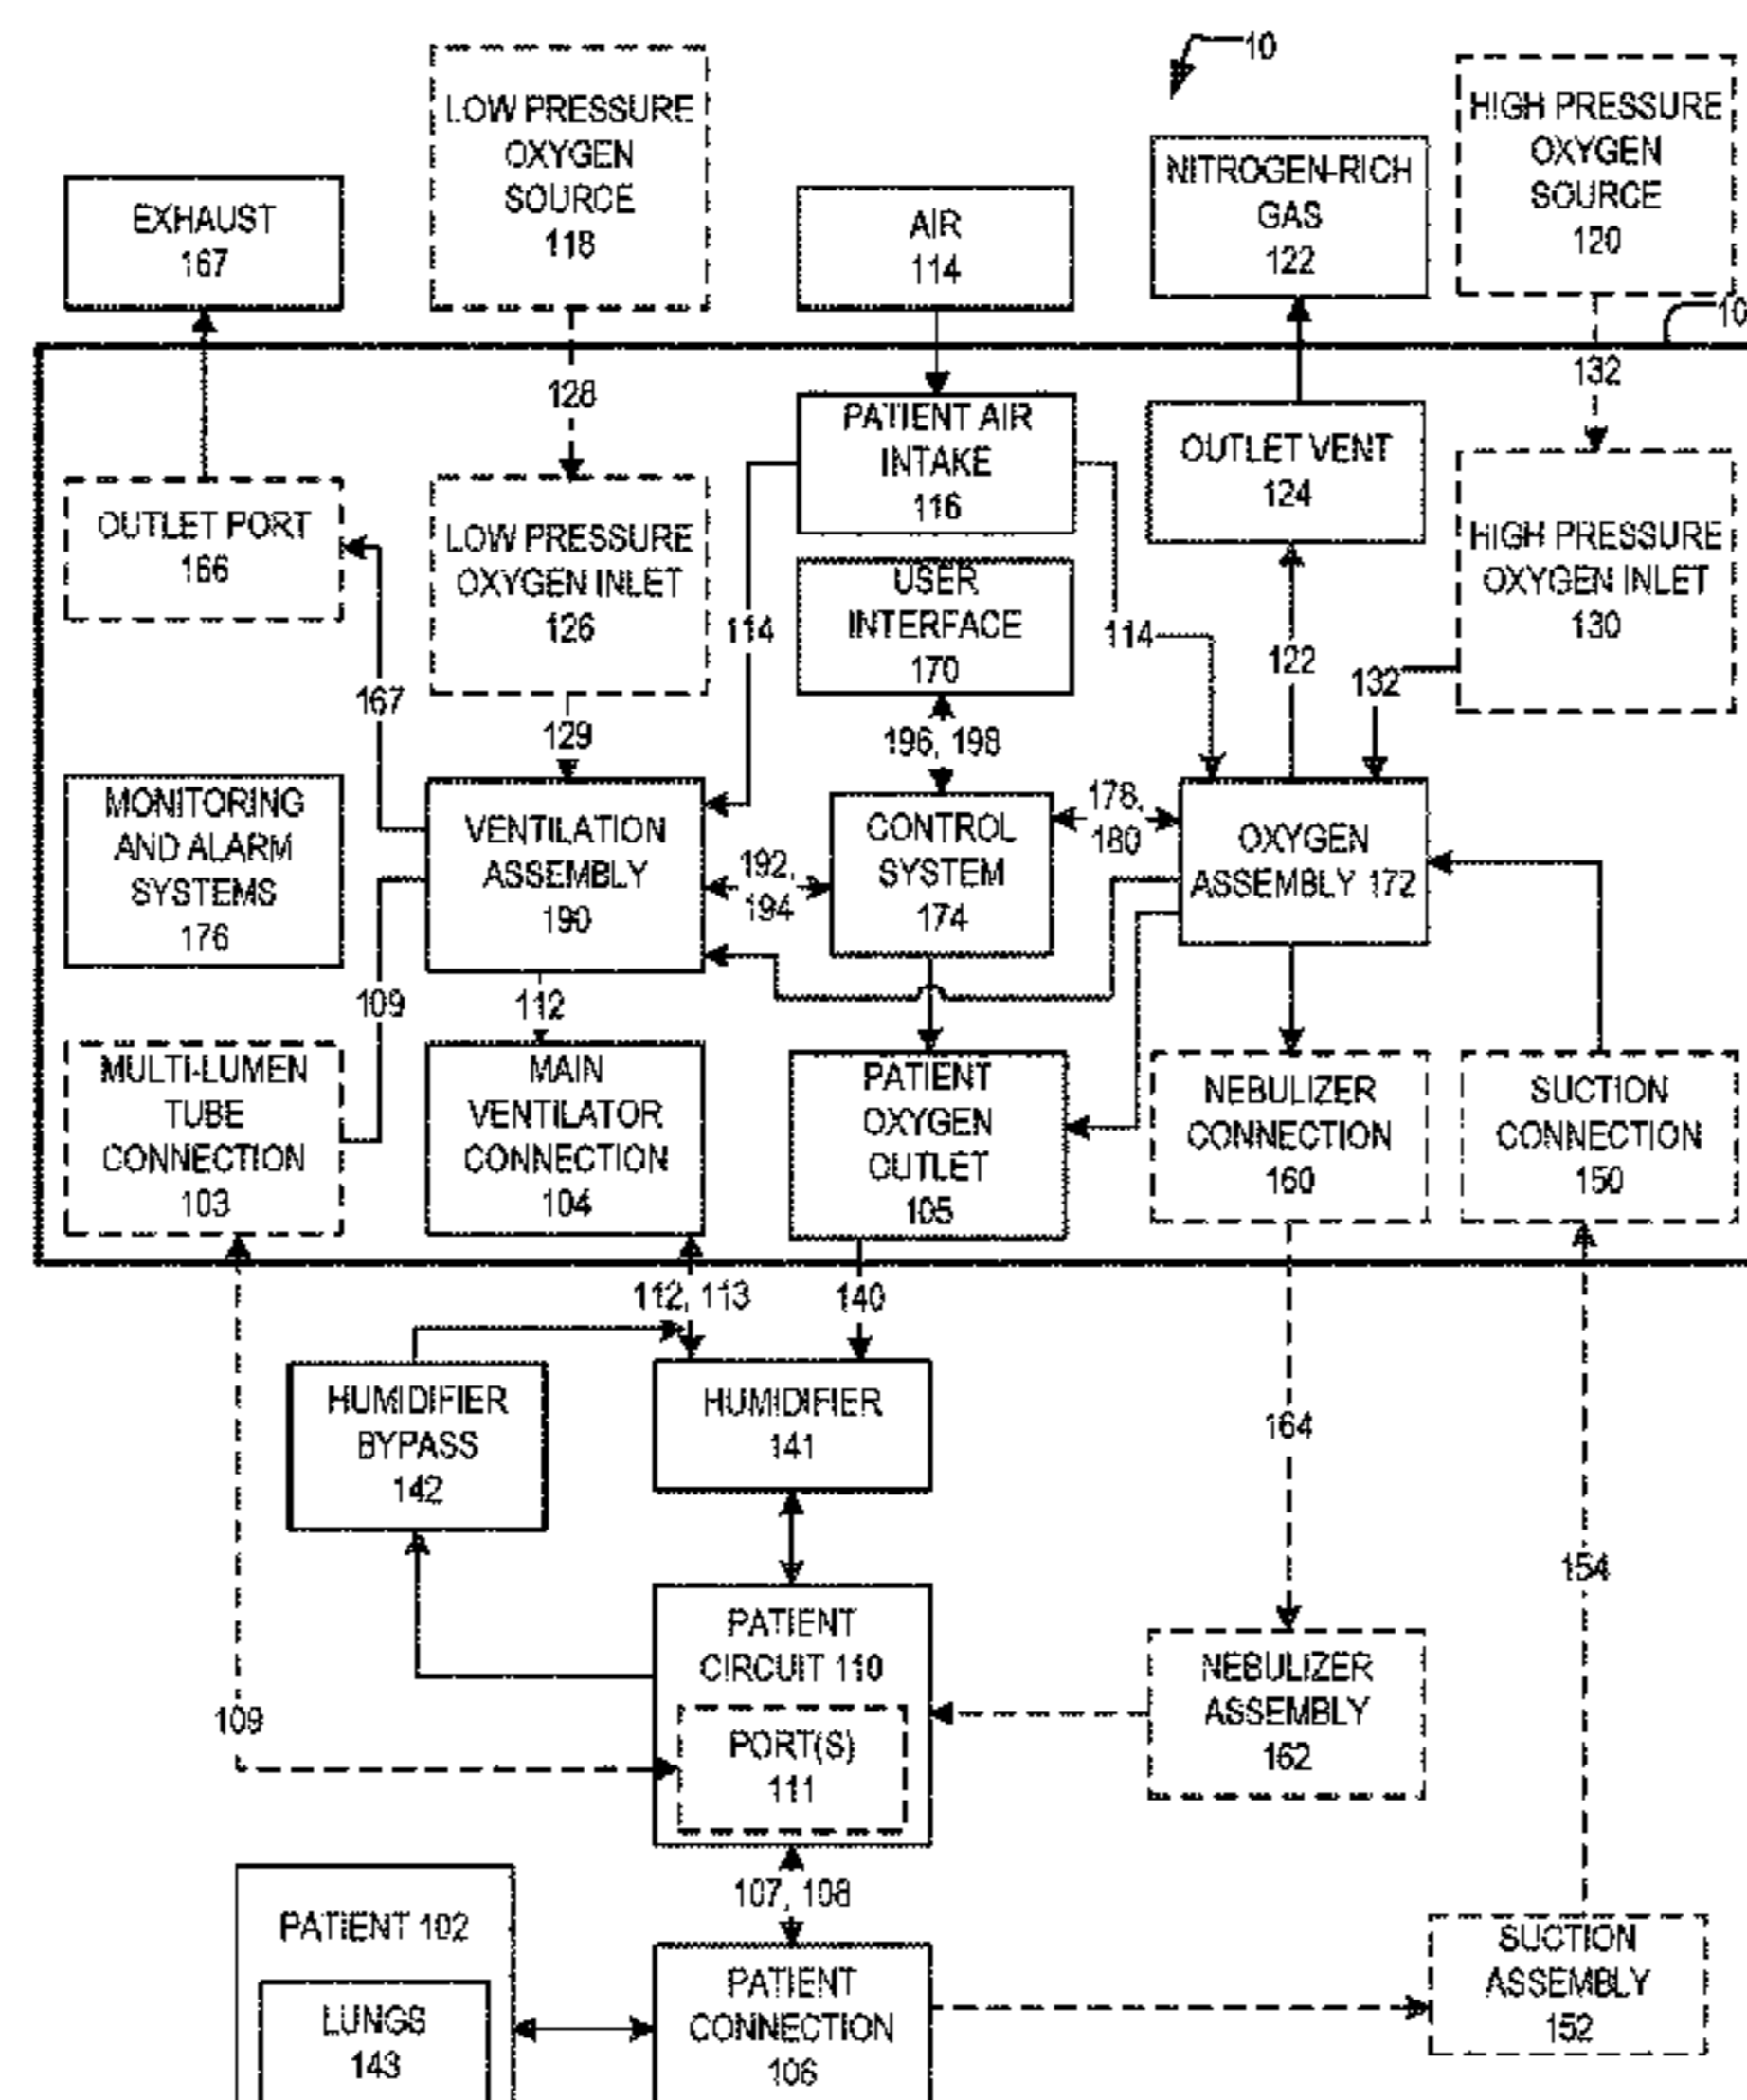 10
LOW PRESSURE
OXYGEN
SOURCE
118
HIGH PRESSURE
OXYGEN
SOURCE
120
NITROGEN-RICH
GAS
122
EXHAUST
167
AIR
114
10
128
132
PATIENT AIR
INTAKE
116
OUTLET VENT
124
OUTLET PORT
166
LOW PRESSURE
OXYGEN INLET
126
HIGH PRESSURE
OXYGEN INLET
130
USER
INTERFACE
170
114
114
122
132
167
129
196, 198
MONITORING
AND ALARM
SYSTEMS
176
VENTILATION
ASSEMBLY
190
192,
194
CONTROL
SYSTEM
174
178,
180
OXYGEN
ASSEMBLY 172
109
112
MULTI-LUMEN
TUBE
CONNECTION
103
MAIN
VENTILATOR
CONNECTION
104
PATIENT
OXYGEN
OUTLET
105
NEBULIZER
CONNECTION
160
SUCTION
CONNECTION
150
112, 113
140
HUMIDIFIER
BYPASS
142
HUMIDIFIER
141
164
154
PATIENT
CIRCUIT 110
PORT(S)
111
109
NEBULIZER
ASSEMBLY
162
107, 108
PATIENT 102
LUNGS
143
PATIENT
CONNECTION
106
SUCTION
ASSEMBLY
152